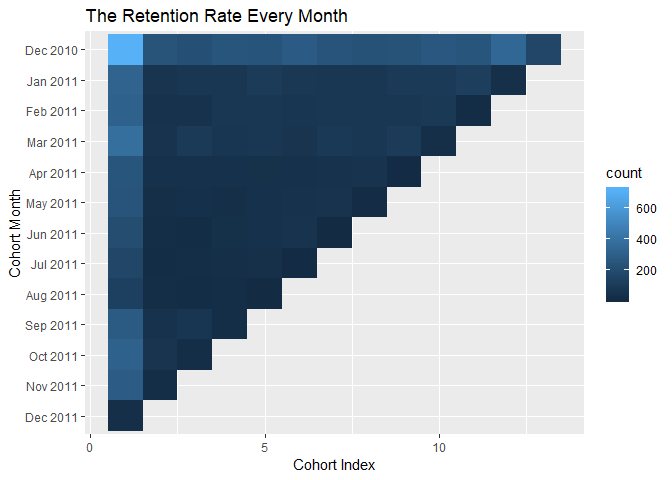 The Retention Rate Every Month
Cohort Month
Dec 2010
Jan 2011
Feb 2011
Mar 2011
Apr 2011
May 2011
Jun 2011
Jul 2011
Aug 2011
Sep 2011
Oct 2011
Nov 2011
Dec 2011
0 5 10
Cohort Index
count
600
400
200